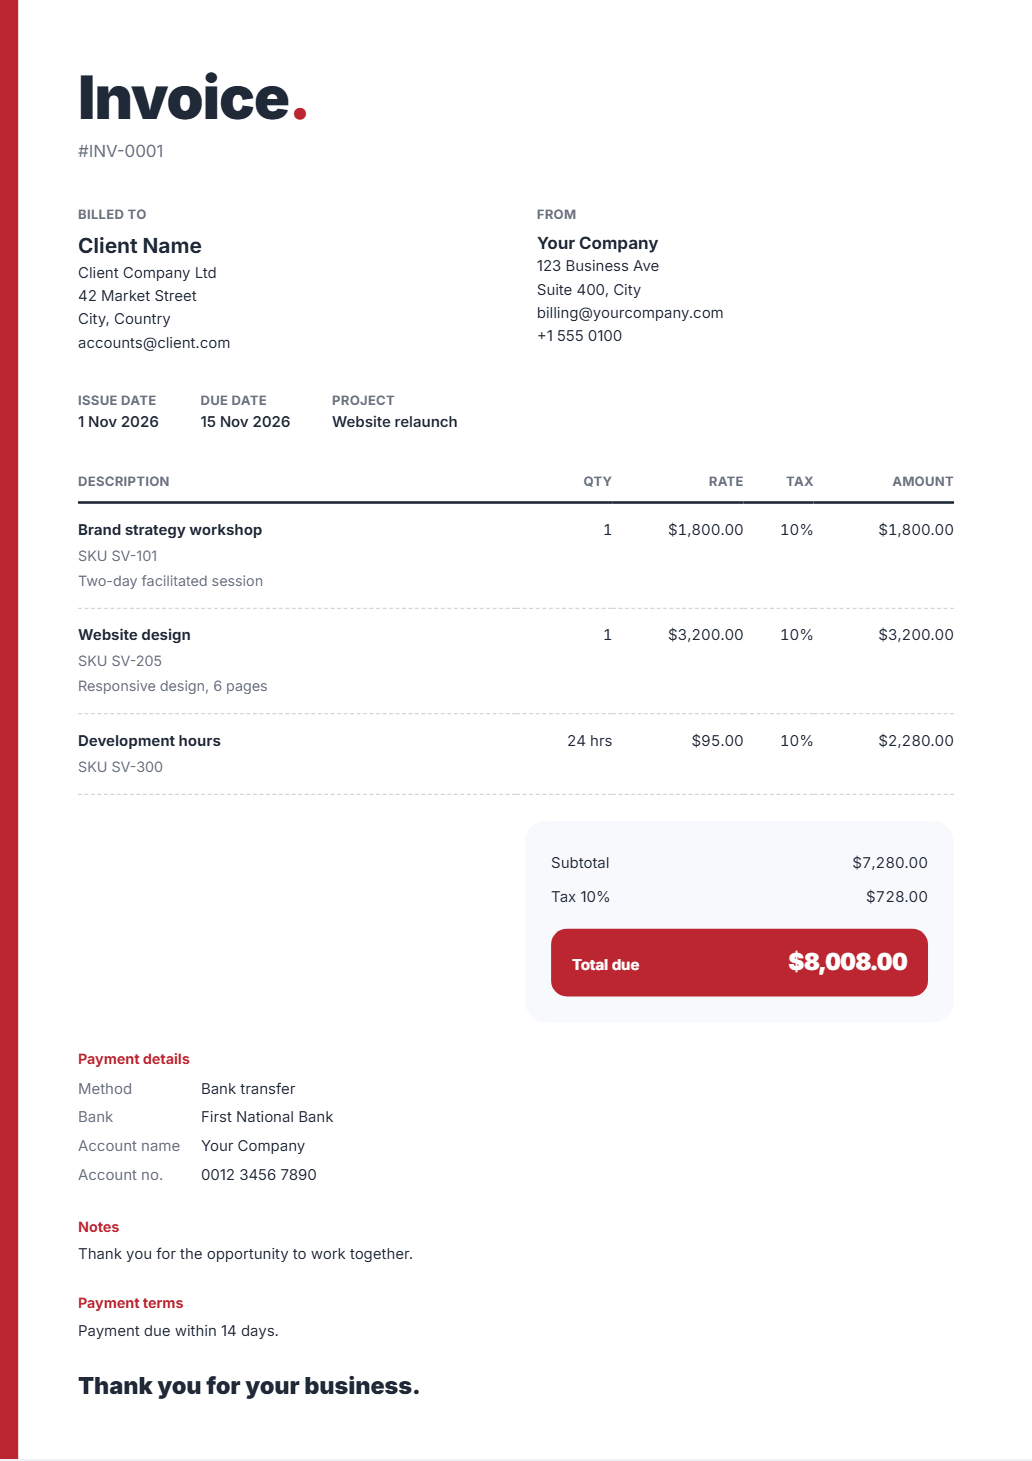 Invoice.
#INV-0001
BILLED TO
Client Name
Client Company Ltd
42 Market Street
City, Country
accounts@client.com
FROM
Your Company
123 Business Ave
Suite 400, City
billing@yourcompany.com
+1 555 0100
ISSUE DATE DUE DATE PROJECT
1 Nov 2026 15 Nov 2026 Website relaunch
DESCRIPTION QTY RATE TAX AMOUNT
Brand strategy workshop 1 $1,800.00 10% $1,800.00
SKU SV-101
Two-day facilitated session
Website design 1 $3,200.00 10% $3,200.00
SKU SV-205
Responsive design, 6 pages
Development hours 24 hrs $95.00 10% $2,280.00
SKU SV-300
Subtotal $7,280.00
Tax 10% $728.00
Total due $8,008.00
Payment details
Method Bank transfer
Bank First National Bank
Account name Your Company
Account no. 0012 3456 7890
Notes
Thank you for the opportunity to work together.
Payment terms
Payment due within 14 days.
Thank you for your business.